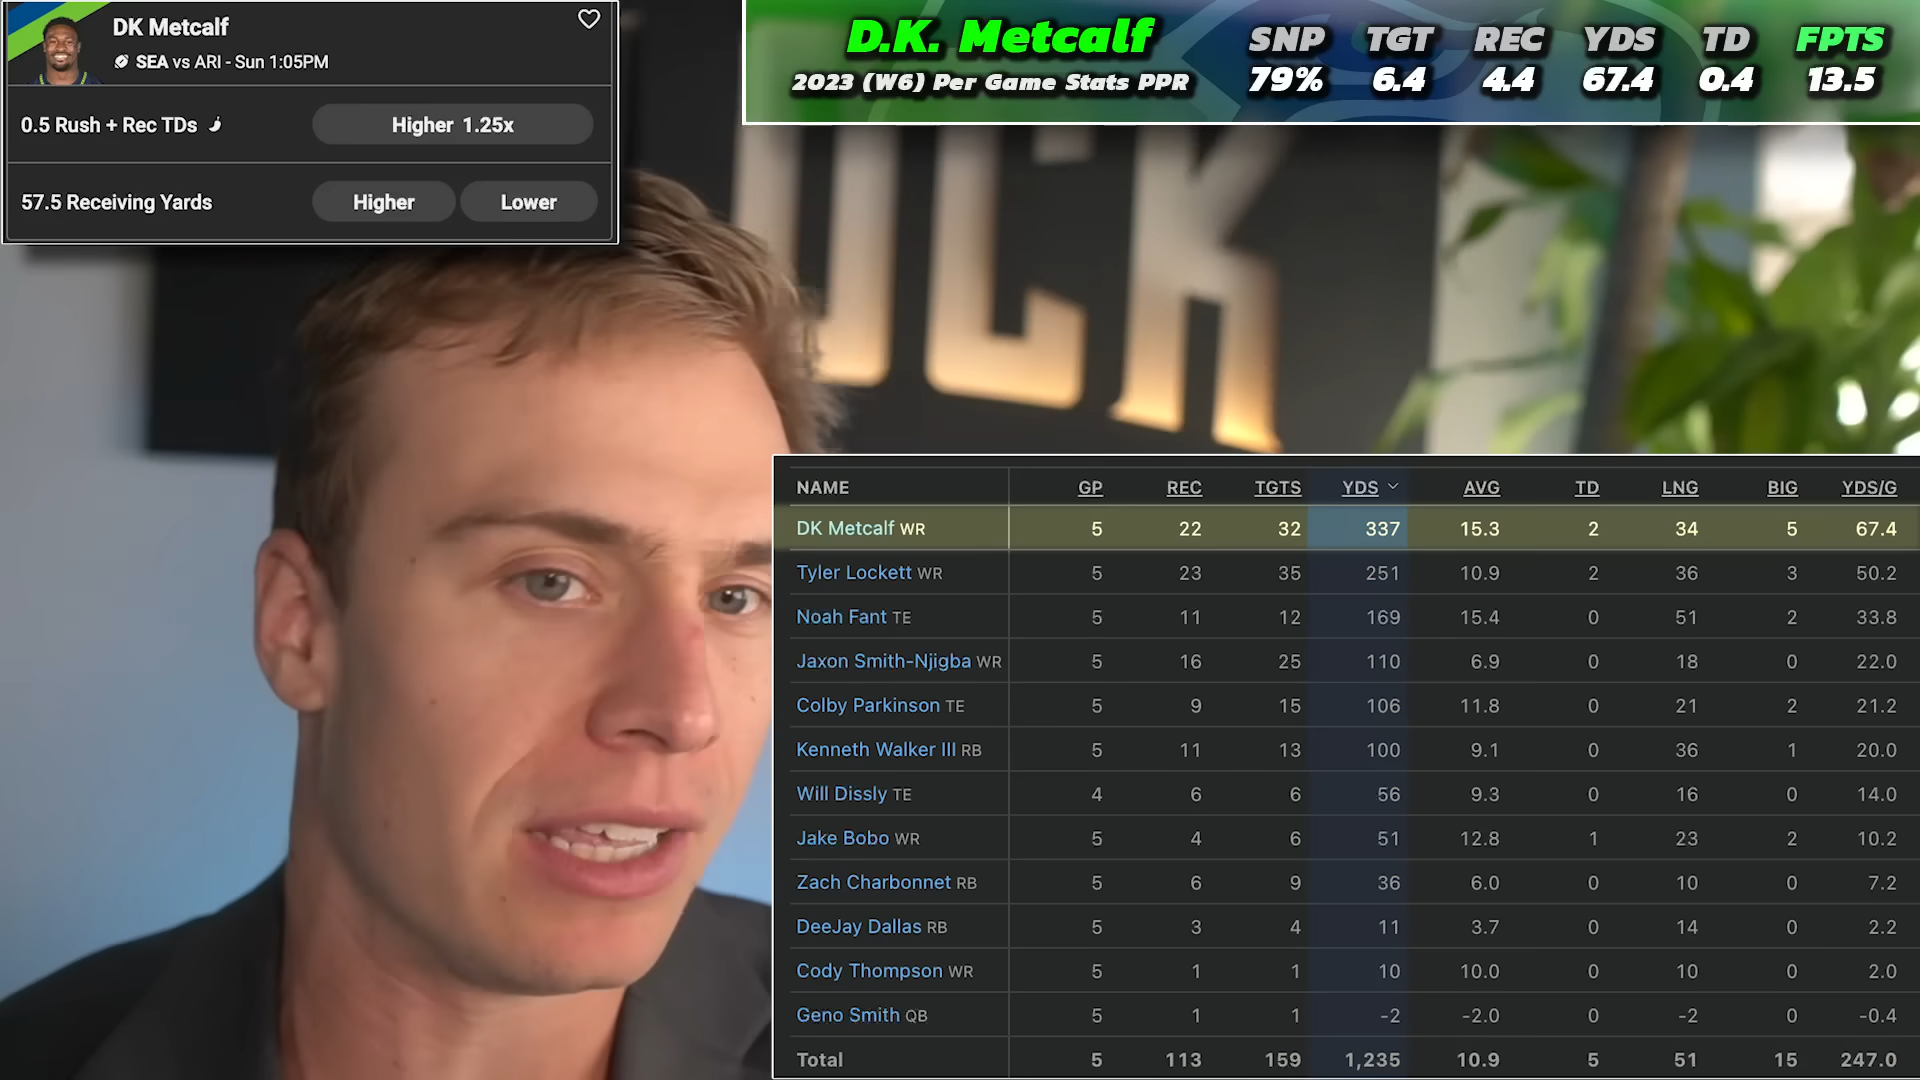 DK Metcalf
SEA vs ARI - Sun 1:05PM
0.5 Rush + Rec TDs Higher 1.25x
57.5 Receiving Yards Higher Lower
D.K. Metcalf SNP TGT REC YDS TD FPTS
2023 (W6) Per Game Stats PPR 79% 6.4 4.4 67.4 0.4 13.5
OCK
NAME GP REC TGTS YDS AVG TD LNG BIG YDS/G
DK Metcalf WR 5 22 32 337 15.3 2 34 5 67.4
Tyler Lockett WR 5 23 35 251 10.9 2 36 3 50.2
Noah Fant TE 5 11 12 169 15.4 0 51 2 33.8
Jaxon Smith-Njigba WR 5 16 25 110 6.9 0 18 0 22.0
Colby Parkinson TE 5 9 15 106 11.8 0 21 2 21.2
Kenneth Walker III RB 5 11 13 100 9.1 0 36 1 20.0
Will Dissly TE 4 6 6 56 9.3 0 16 0 14.0
Jake Bobo WR 5 4 6 51 12.8 1 23 2 10.2
Zach Charbonnet RB 5 6 9 36 6.0 0 10 0 7.2
DeeJay Dallas RB 5 3 4 11 3.7 0 14 0 2.2
Cody Thompson WR 5 1 1 10 10.0 0 10 0 2.0
Geno Smith QB 5 1 1 -2 -2.0 0 -2 0 -0.4
Total 5 113 159 1,235 10.9 5 51 15 247.0